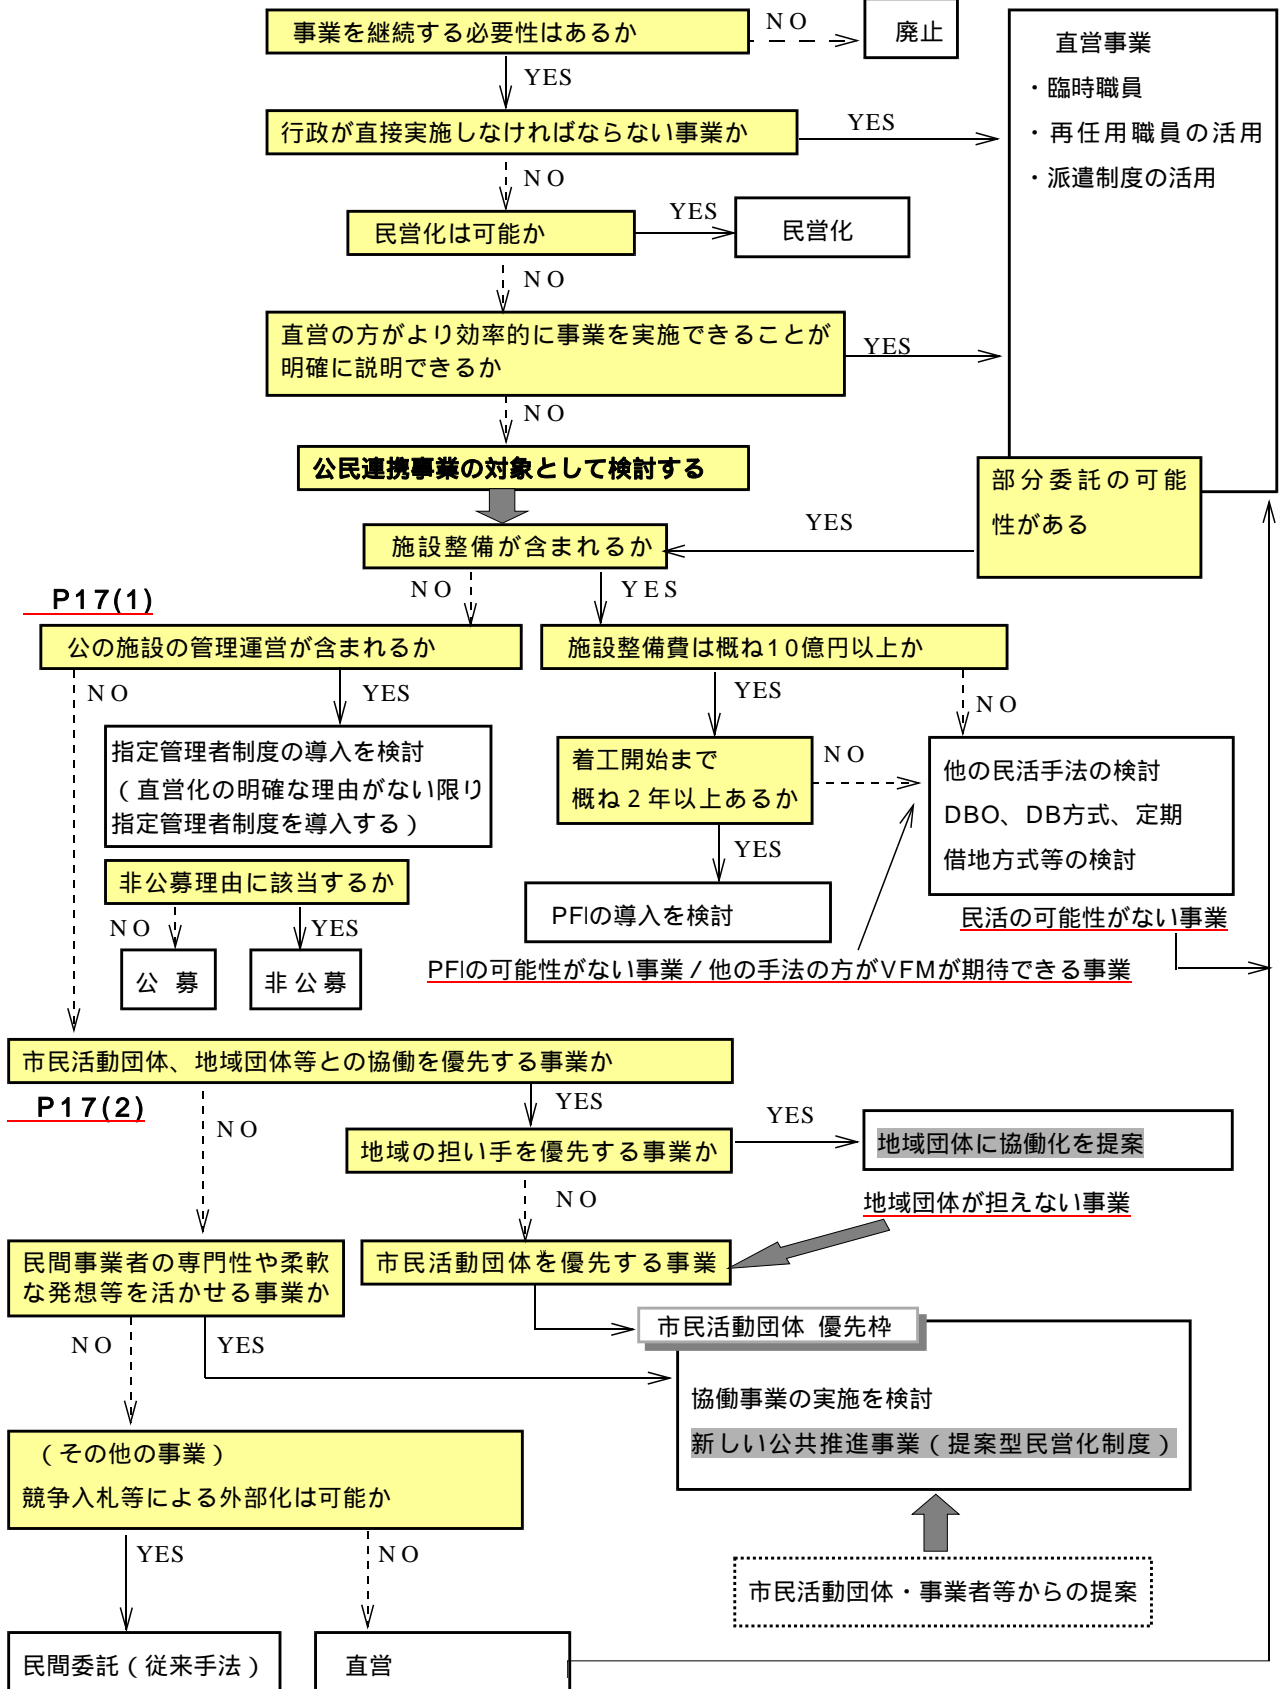 事業を継続する必要性はあるか
NO
廃止
YES
行政が直接実施しなければならない事業か
YES
直営事業
・臨時職員
・再任用職員の活用
・派遣制度の活用
NO
民営化は可能か
YES
民営化
NO
直営の方がより効率的に事業を実施できることが
明確に説明できるか
YES
NO
公民連携事業の対象として検討する
部分委託の可能
性がある
YES
施設整備が含まれるか
NO
YES
P17(1)
公の施設の管理運営が含まれるか
施設整備費は概ね10億円以上か
NO
YES
YES
NO
指定管理者制度の導入を検討
(直営化の明確な理由がない限り
指定管理者制度を導入する)
着工開始まで
概ね2年以上あるか
NO
他の民活手法の検討
DBO、DB方式、定期
借地方式等の検討
YES
非公募理由に該当するか
PFIの導入を検討
民活の可能性がない事業
NO
YES
公 募
非公募
PFIの可能性がない事業/他の手法の方がVFMが期待できる事業
市民活動団体、地域団体等との協働を優先する事業か
P17(2)
NO
YES
地域の担い手を優先する事業か
YES
地域団体に協働化を提案
NO
地域団体が担えない事業
民間事業者の専門性や柔軟
な発想等を活かせる事業か
市民活動団体を優先する事業
NO
YES
市民活動団体 優先枠
協働事業の実施を検討
新しい公共推進事業(提案型民営化制度)
(その他の事業)
競争入札等による外部化は可能か
YES
NO
市民活動団体・事業者等からの提案
民間委託(従来手法)
直営